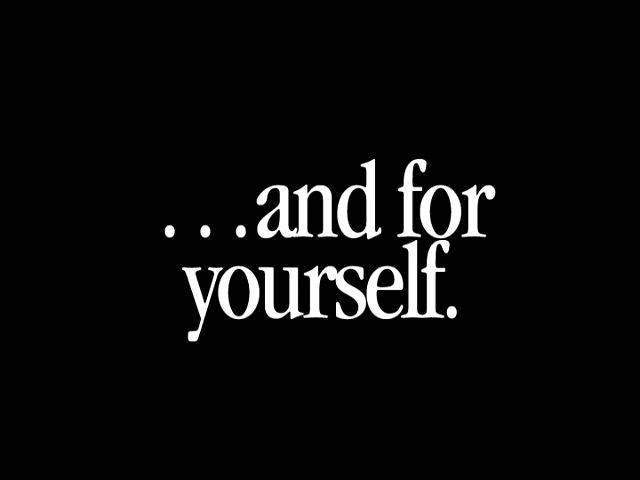 . . .and for
yourself.